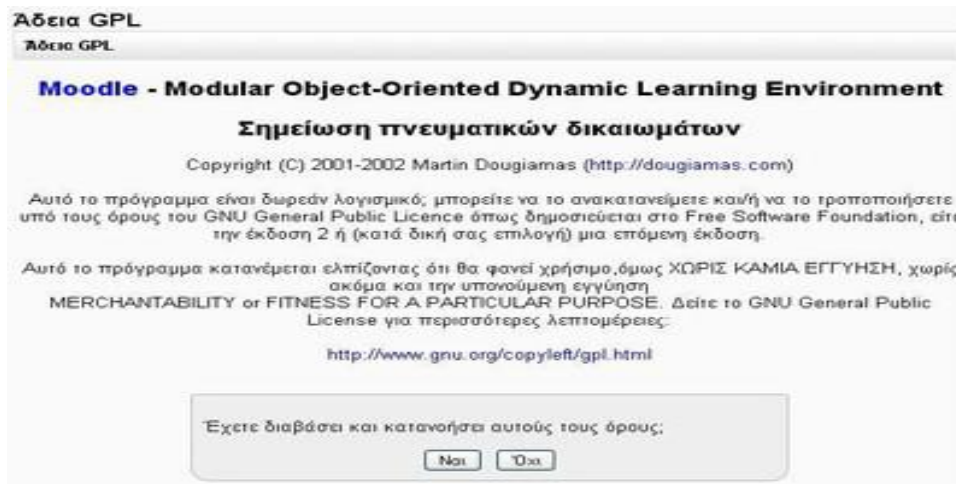 Άδεια GPL
Άδεια GPL
Moodle - Modular Object-Oriented Dynamic Learning Environment
Σημείωση πνευματικών δικαιωμάτων
Copyright (C) 2001-2002 Martin Dougiamas (http://dougiamas.com)
Αυτό το πρόγραμμα είναι δωρεάν λογισμικό; μπορείτε να το ανακατανείμετε και/ή να το τροποποιήσετε
υπό τους όρους του GNU General Public Licence όπως δημοσιεύεται στο Free Software Foundation, είτ
την έκδοση 2 ή (κατά δική σας επιλογή) μια επόμενη έκδοση.
Αυτό το πρόγραμμα κατανέμεται ελπίζοντας ότι θα φανεί χρήσιμο,όμως ΧΩΡΙΣ ΚΑΜΙΑ ΕΓΓΥΗΣΗ, χωρίς
ακόμα και την υπονούμενη εγγύηση
MERCHANTABILITY or FITNESS FOR A PARTICULAR PURPOSE. Δείτε το GNU General Public
License για περισσότερες λεπτομέρειες:
http://www.gnu.org/copyleft/gpl.html
Έχετε διαβάσει και κατανοήσει αυτούς τους όρους;
Ναι Όχι